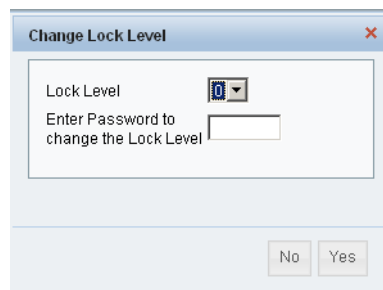 Change Lock Level
Lock Level 0
Enter Password to
change the Lock Level
No Yes